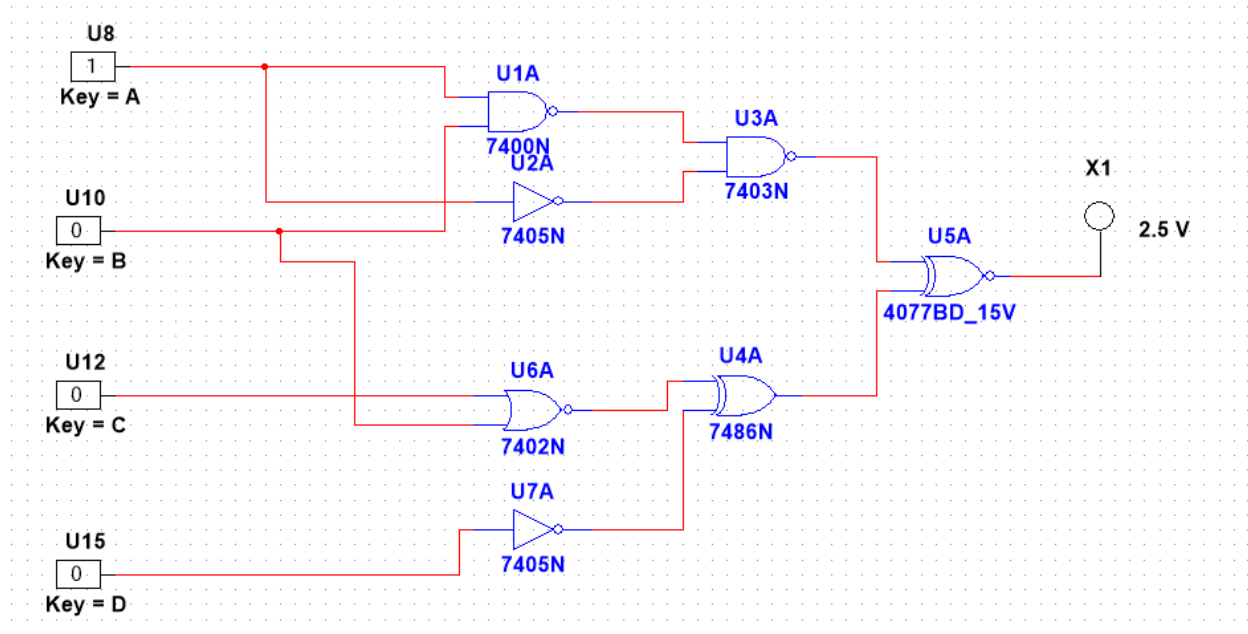 U8
1
Key = A
U1A
7400N
U2A
7405N
U3A
7403N
U10
0
Key = B
X1
2.5 V
U5A
4077BD_15V
U12
0
Key = C
U6A
7402N
U4A
7486N
U7A
7405N
U15
0
Key = D